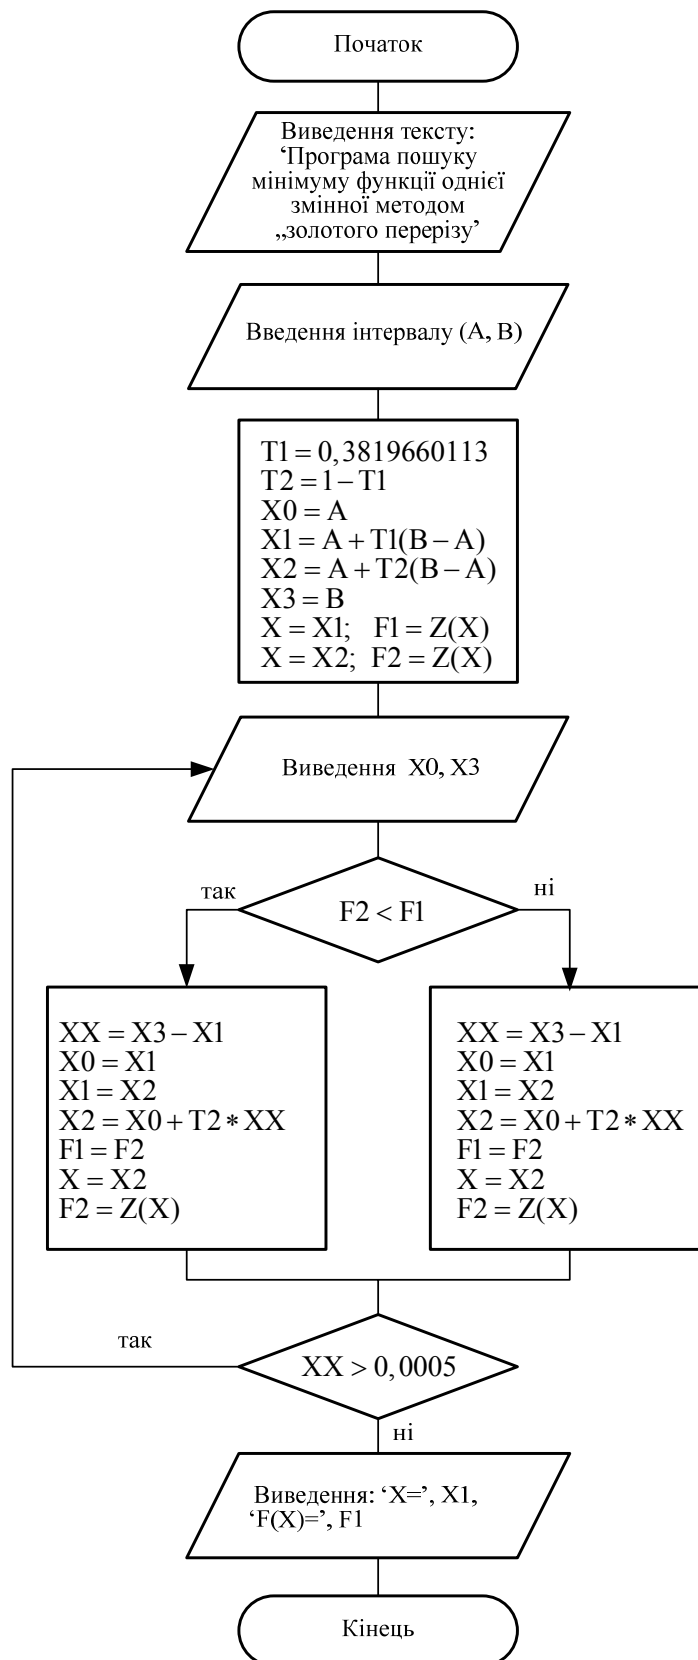 Початок
Виведення тексту:
‘Програма пошуку
мінімуму функції однієї
змінної методом
„золотого перерізу’
Введення інтервалу (A, B)
T1 = 0,3819660113
T2 = 1 − T1
X0 = A
X1 = A + T1(B − A)
X2 = A + T2(B − A)
X3 = B
X = X1; F1 = Z(X)
X = X2; F2 = Z(X)
Виведення X0, X3
так
F2 < F1
ні
XX = X3 − X1
X0 = X1
X1 = X2
X2 = X0 + T2 * XX
F1 = F2
X = X2
F2 = Z(X)
XX = X3 − X1
X0 = X1
X1 = X2
X2 = X0 + T2 * XX
F1 = F2
X = X2
F2 = Z(X)
так
XX > 0,0005
ні
Виведення: ‘X=’, X1,
‘F(X)=’, F1
Кінець